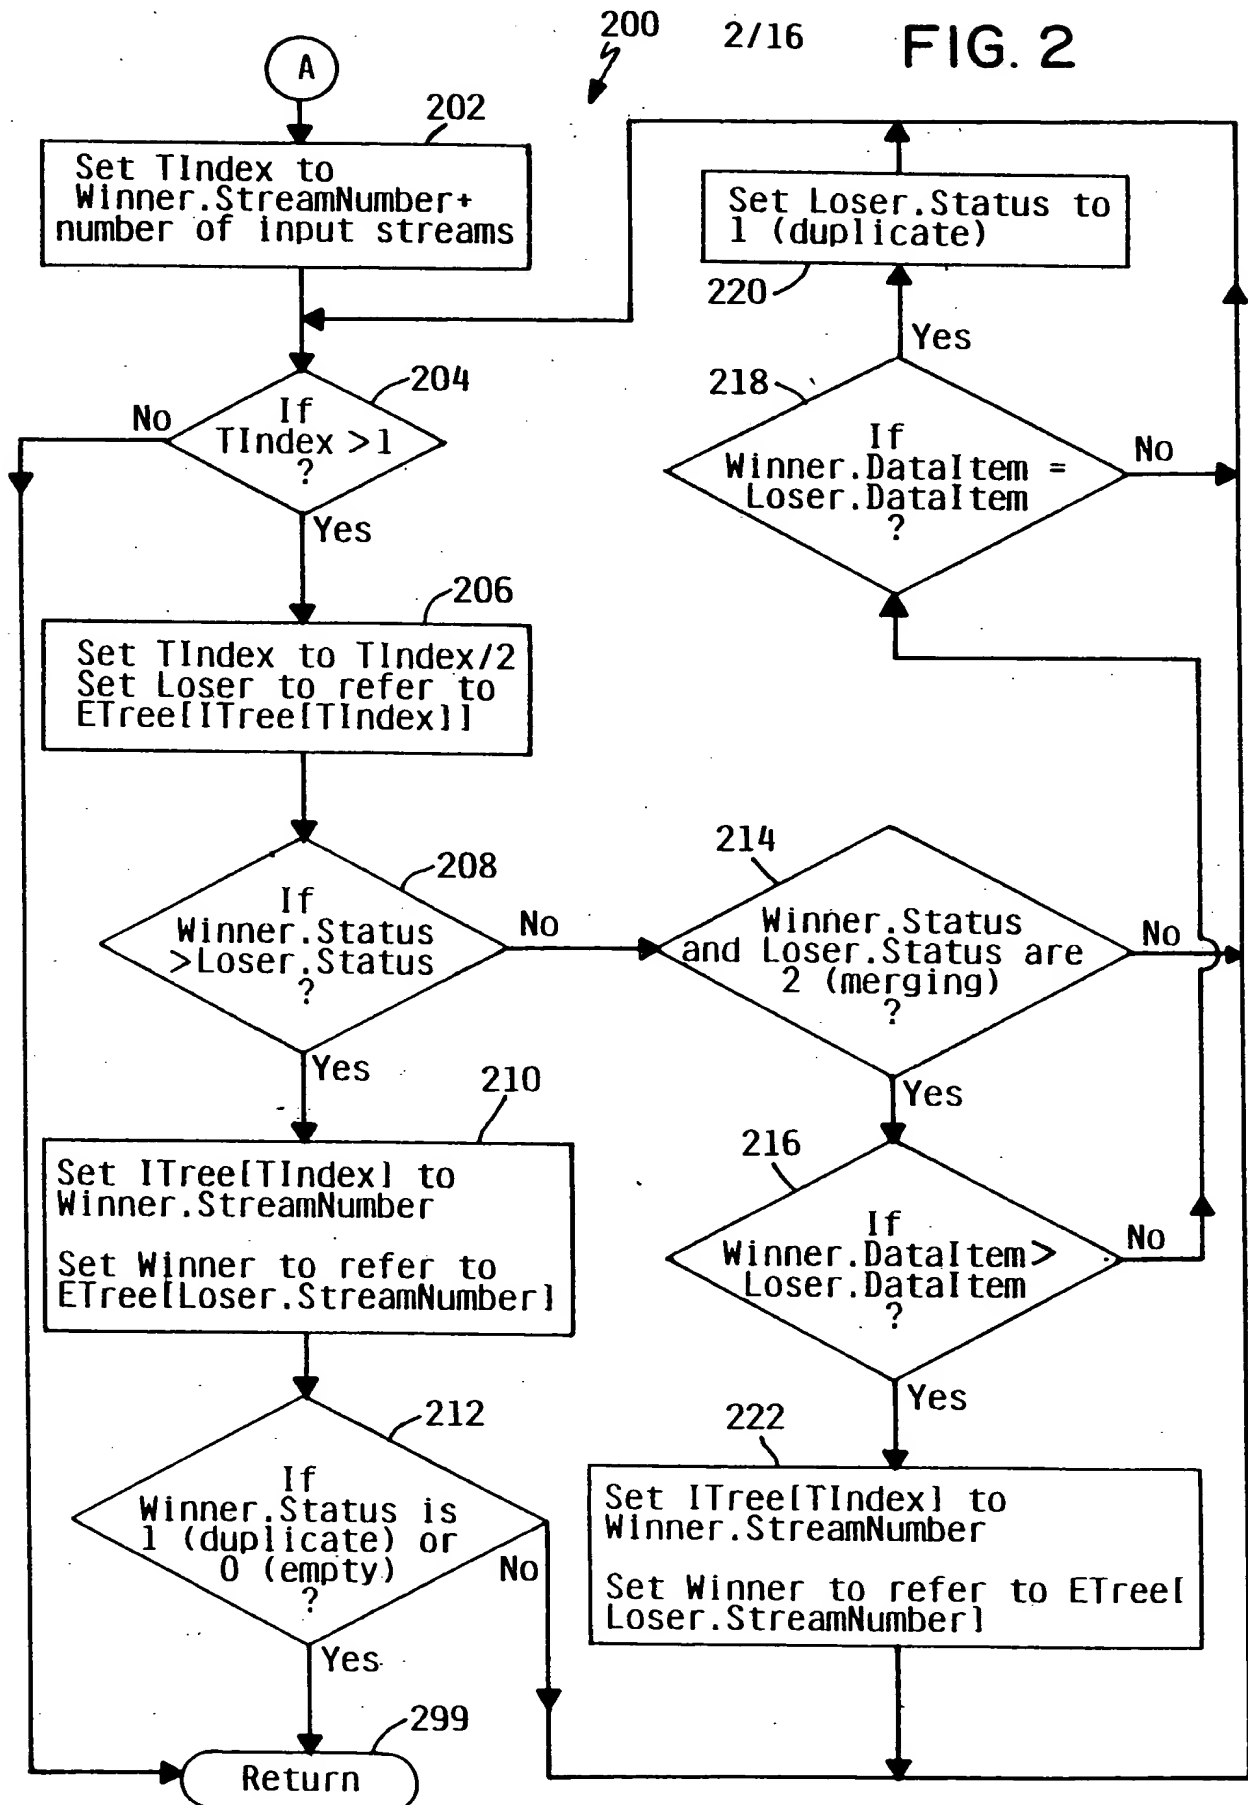 200
2/16
FIG. 2
A
202
Set TIndex to
Winner.StreamNumber+
number of input streams
204
If
TIndex >1
?
No
Yes
206
Set TIndex to TIndex/2
Set Loser to refer to
ETree[ITree[TIndex]]
208
If
Winner.Status
>Loser.Status
?
No
Yes
210
Set ITree[TIndex] to
Winner.StreamNumber
Set Winner to refer to
ETree[Loser.StreamNumber]
212
If
Winner.Status is
1 (duplicate) or
0 (empty)
?
No
Yes
299
Return
214
Winner.Status
and Loser.Status are
2 (merging)
?
No
Yes
216
If
Winner.DataItem>
Loser.DataItem
?
No
Yes
222
Set ITree[TIndex] to
Winner.StreamNumber
Set Winner to refer to ETree[
Loser.StreamNumber]
218
If
Winner.DataItem =
Loser.DataItem
?
No
Yes
Set Loser.Status to
1 (duplicate)
220